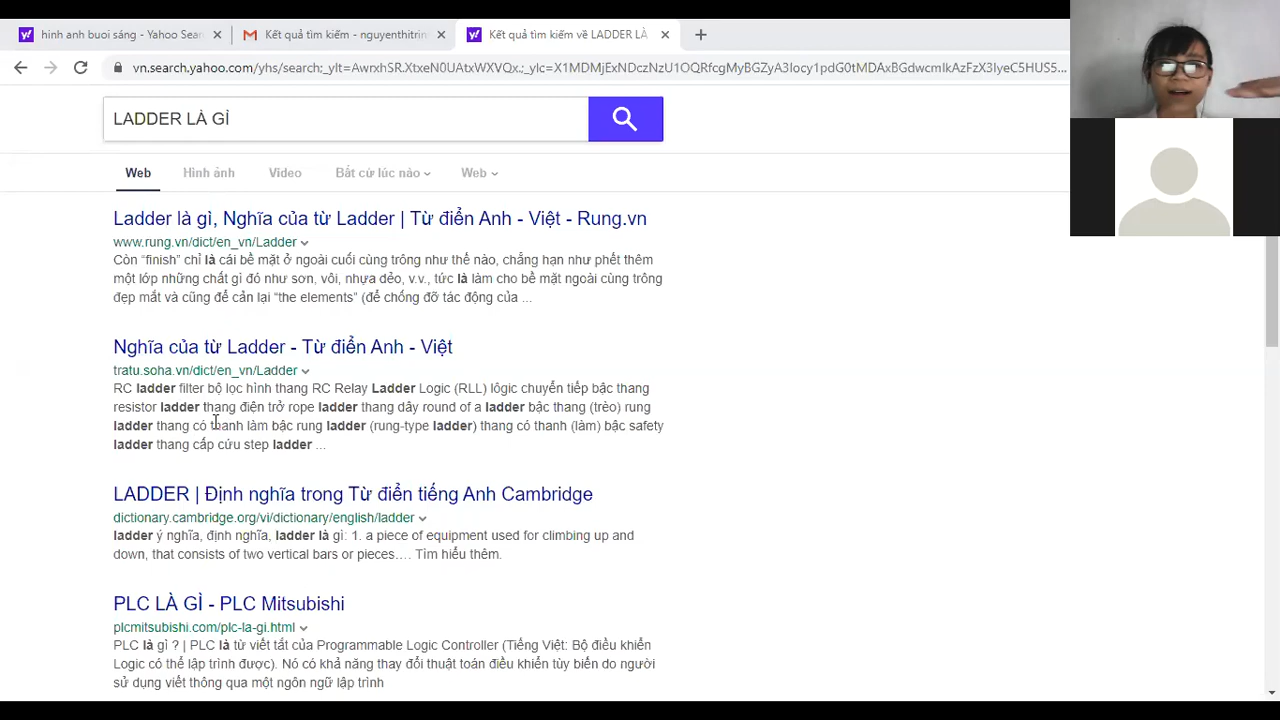 hinh anh buoi sáng - Yahoo Sear
Kết quả tìm kiếm - nguyenthitrin
Kết quả tìm kiếm về LADDER LÀ
vn.search.yahoo.com/yhs/search;_ylt=
LADDER LÀ GÌ
Web Hình ảnh Video Bất cứ lúc nào Web
Ladder là gì, Nghĩa của từ Ladder | Từ điển Anh - Việt - Rung.vn
www.rung.vn/dict/en_vn/Ladder
Còn “finish” chỉ là cái bề mặt ở ngoài cuối cùng trông như thế nào, chẳng hạn như phết thêm
một lớp những chất gì đó như sơn, vôi, nhựa dẻo, v.v., tức là làm cho bề mặt ngoài cùng trông
đẹp mắt và cũng để cản lại “the elements” (để chống đỡ tác động của ...
Nghĩa của từ Ladder - Từ điển Anh - Việt
tratu.soha.vn/dict/en_vn/Ladder
RC ladder filter bộ lọc hình thang RC Relay Ladder Logic (RLL) lôgic chuyển tiếp bậc thang
resistor ladder thang điện trở rope ladder thang dây round of a ladder bậc thang (trèo) rung
ladder thang có thanh làm bậc rung ladder (rung-type ladder) thang có thanh (làm) bậc safety
ladder thang cấp cứu step ladder ...
LADDER | Định nghĩa trong Từ điển tiếng Anh Cambridge
dictionary.cambridge.org/vi/dictionary/english/ladder
ladder ý nghĩa, định nghĩa, ladder là gì: 1. a piece of equipment used for climbing up and
down, that consists of two vertical bars or pieces.… Tìm hiểu thêm.
PLC LÀ GÌ - PLC Mitsubishi
plcmitsubishi.com/plc-la-gi.html
PLC là gì ? | PLC là từ viết tắt của Programmable Logic Controller (Tiếng Việt: Bộ điều khiển
Logic có thể lập trình được). Nó có khả năng thay đổi thuật toán điều khiển tùy biến do người
sử dụng viết thông qua một ngôn ngữ lập trình